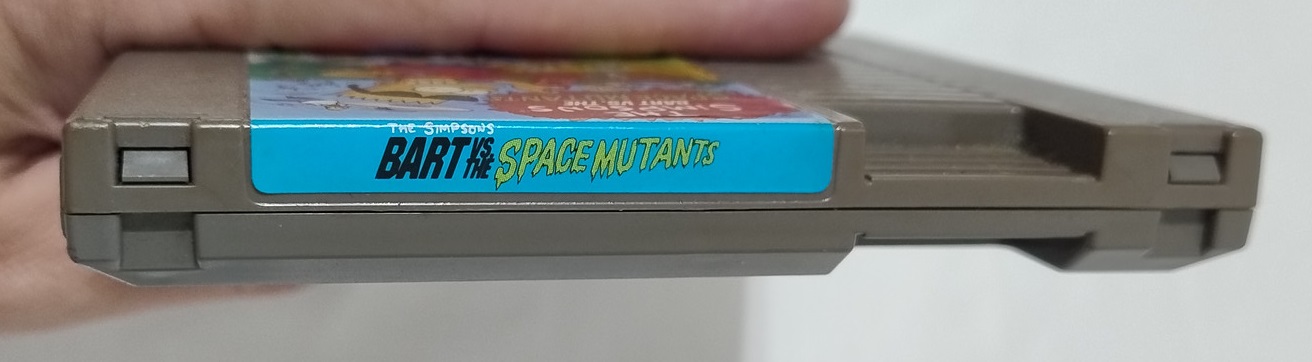 THE SIMPSONS
BART VS. THE SPACE MUTANTS